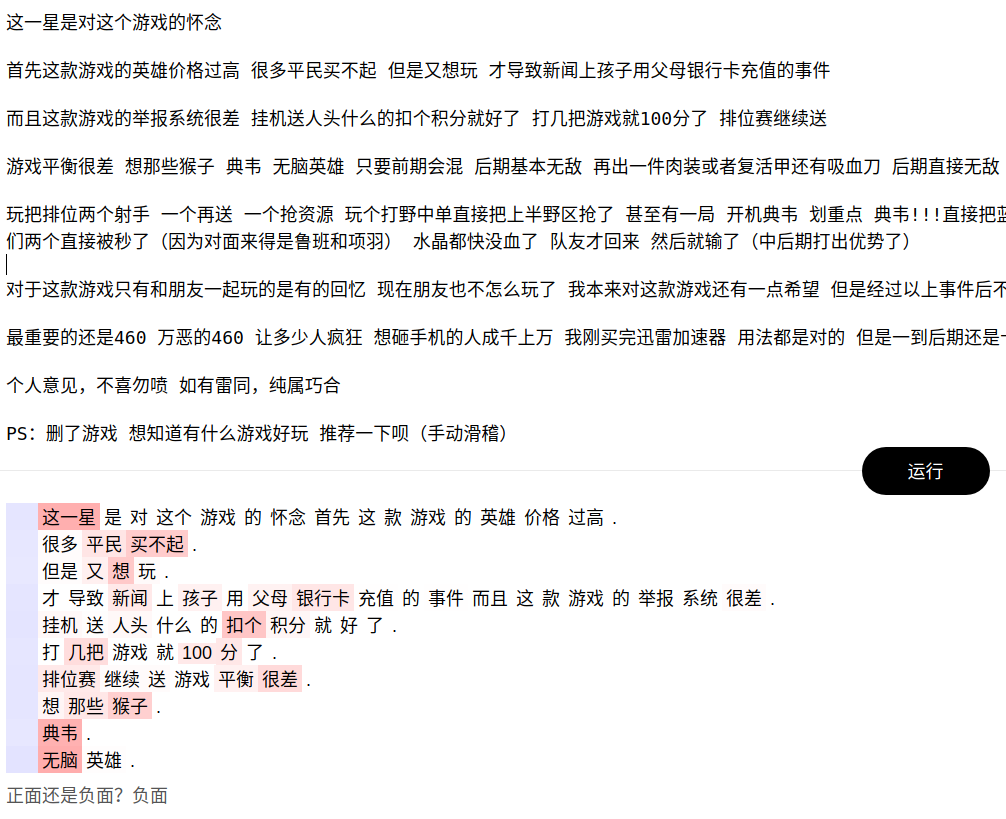 这一星是对这个游戏的怀念
首先这款游戏的英雄价格过高 很多平民买不起 但是又想玩 才导致新闻上孩子用父母银行卡充值的事件
而且这款游戏的举报系统很差 挂机送人头什么的扣个积分就好了 打几把游戏就100分了 排位赛继续送
游戏平衡很差 想那些猴子 典韦 无脑英雄 只要前期会混 后期基本无敌 再出一件肉装或者复活甲还有吸血刀 后期直接无敌
玩把排位两个射手 一个再送 一个抢资源 玩个打野中单直接把上半野区抢了 甚至有一局 开机典韦 划重点 典韦!!!直接把蓝
们两个直接被秒了（因为对面来得是鲁班和项羽） 水晶都快没血了 队友才回来 然后就输了（中后期打出优势了）
对于这款游戏只有和朋友一起玩的是有的回忆 现在朋友也不怎么玩了 我本来对这款游戏还有一点希望 但是经过以上事件后不
最重要的还是460 万恶的460 让多少人疯狂 想砸手机的人成千上万 我刚买完迅雷加速器 用法都是对的 但是一到后期还是
个人意见，不喜勿喷 如有雷同，纯属巧合
PS：删了游戏 想知道有什么游戏好玩 推荐一下呗（手动滑稽）
运行
这一星 是 对 这个 游戏 的 怀念 首先 这 款 游戏 的 英雄 价格 过高 .
很多 平民 买不起 .
但是 又 想 玩 .
才 导致 新闻 上 孩子 用 父母 银行卡 充值 的 事件 而且 这 款 游戏 的 举报 系统 很差 .
挂机 送 人头 什么 的 扣个 积分 就 好 了 .
打 几把 游戏 就 100 分 了 .
排位赛 继续 送 游戏 平衡 很差 .
想 那些 猴子 .
典韦 .
无脑 英雄 .
正面还是负面？负面